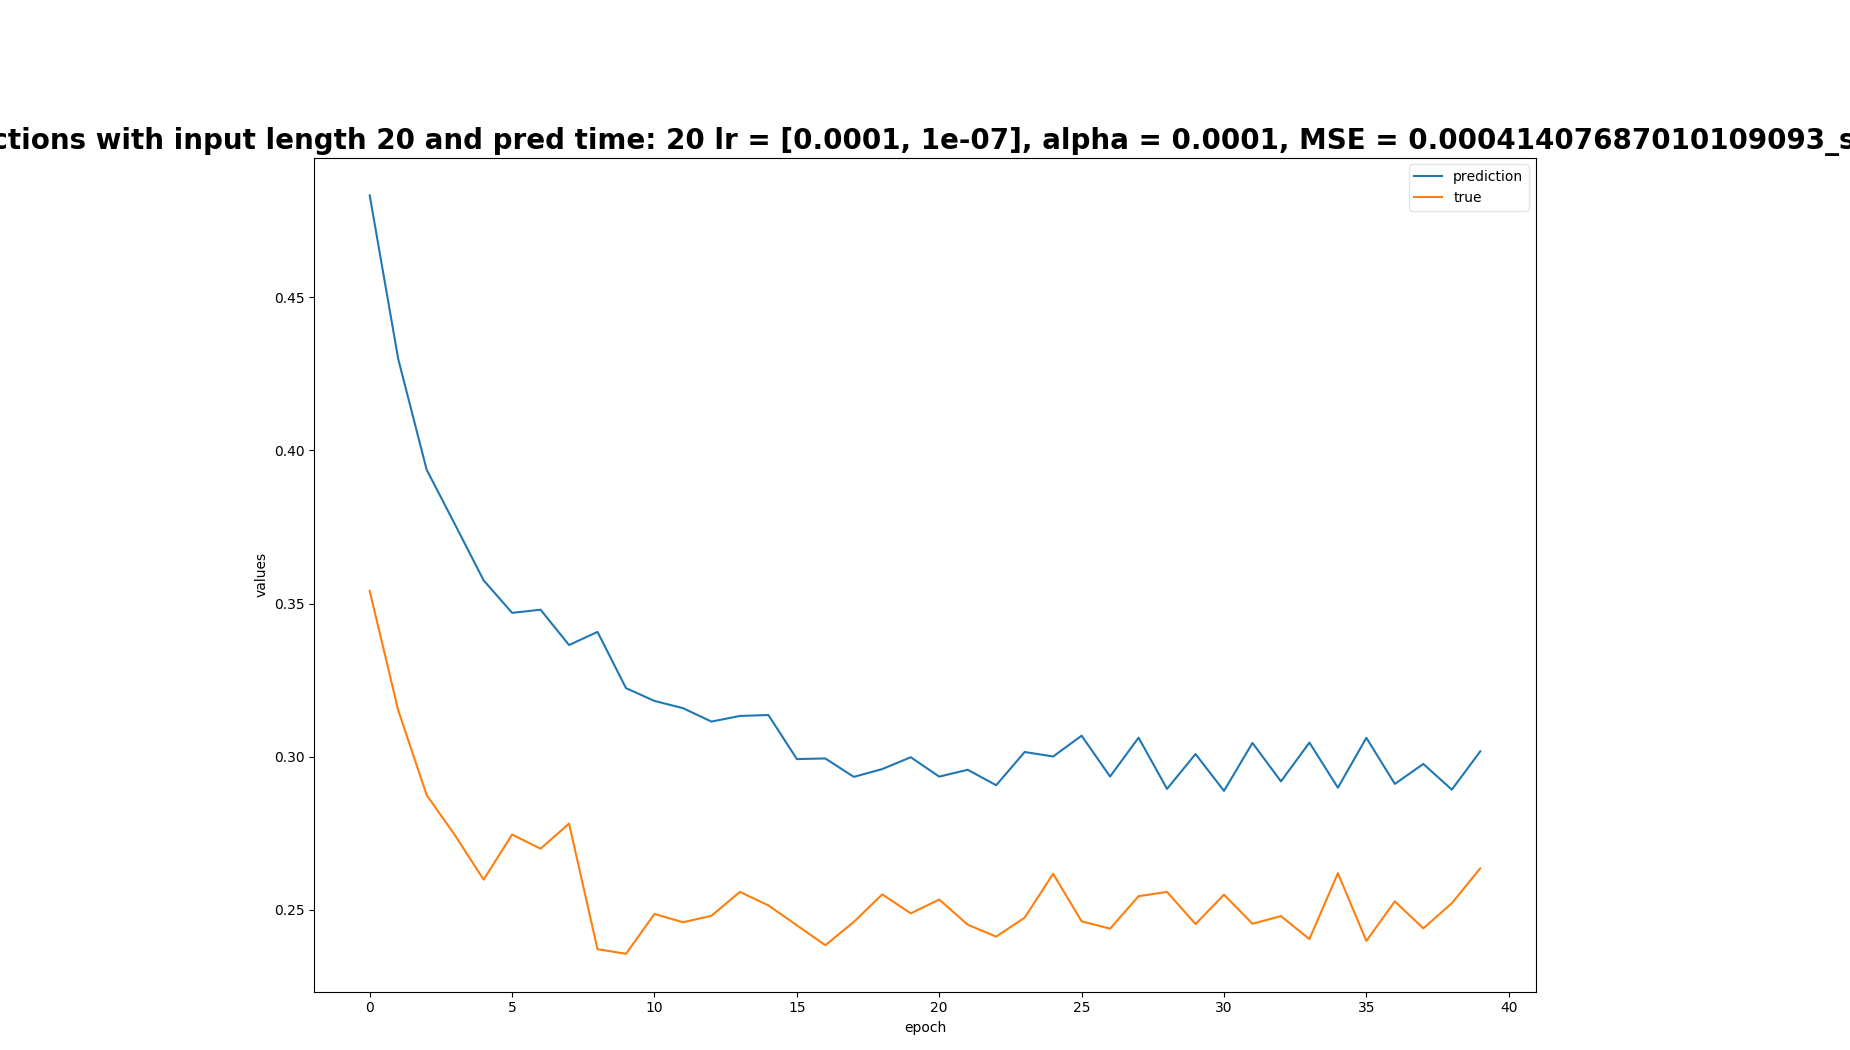 ctions with input length 20 and pred time: 20 lr = [0.0001, 1e-07], alpha = 0.0001, MSE = 0.00041407687010109093_s
prediction
true
0.45
0.40
0.35
0.30
0.25
values
0
5
10
15
20
25
30
35
40
epoch